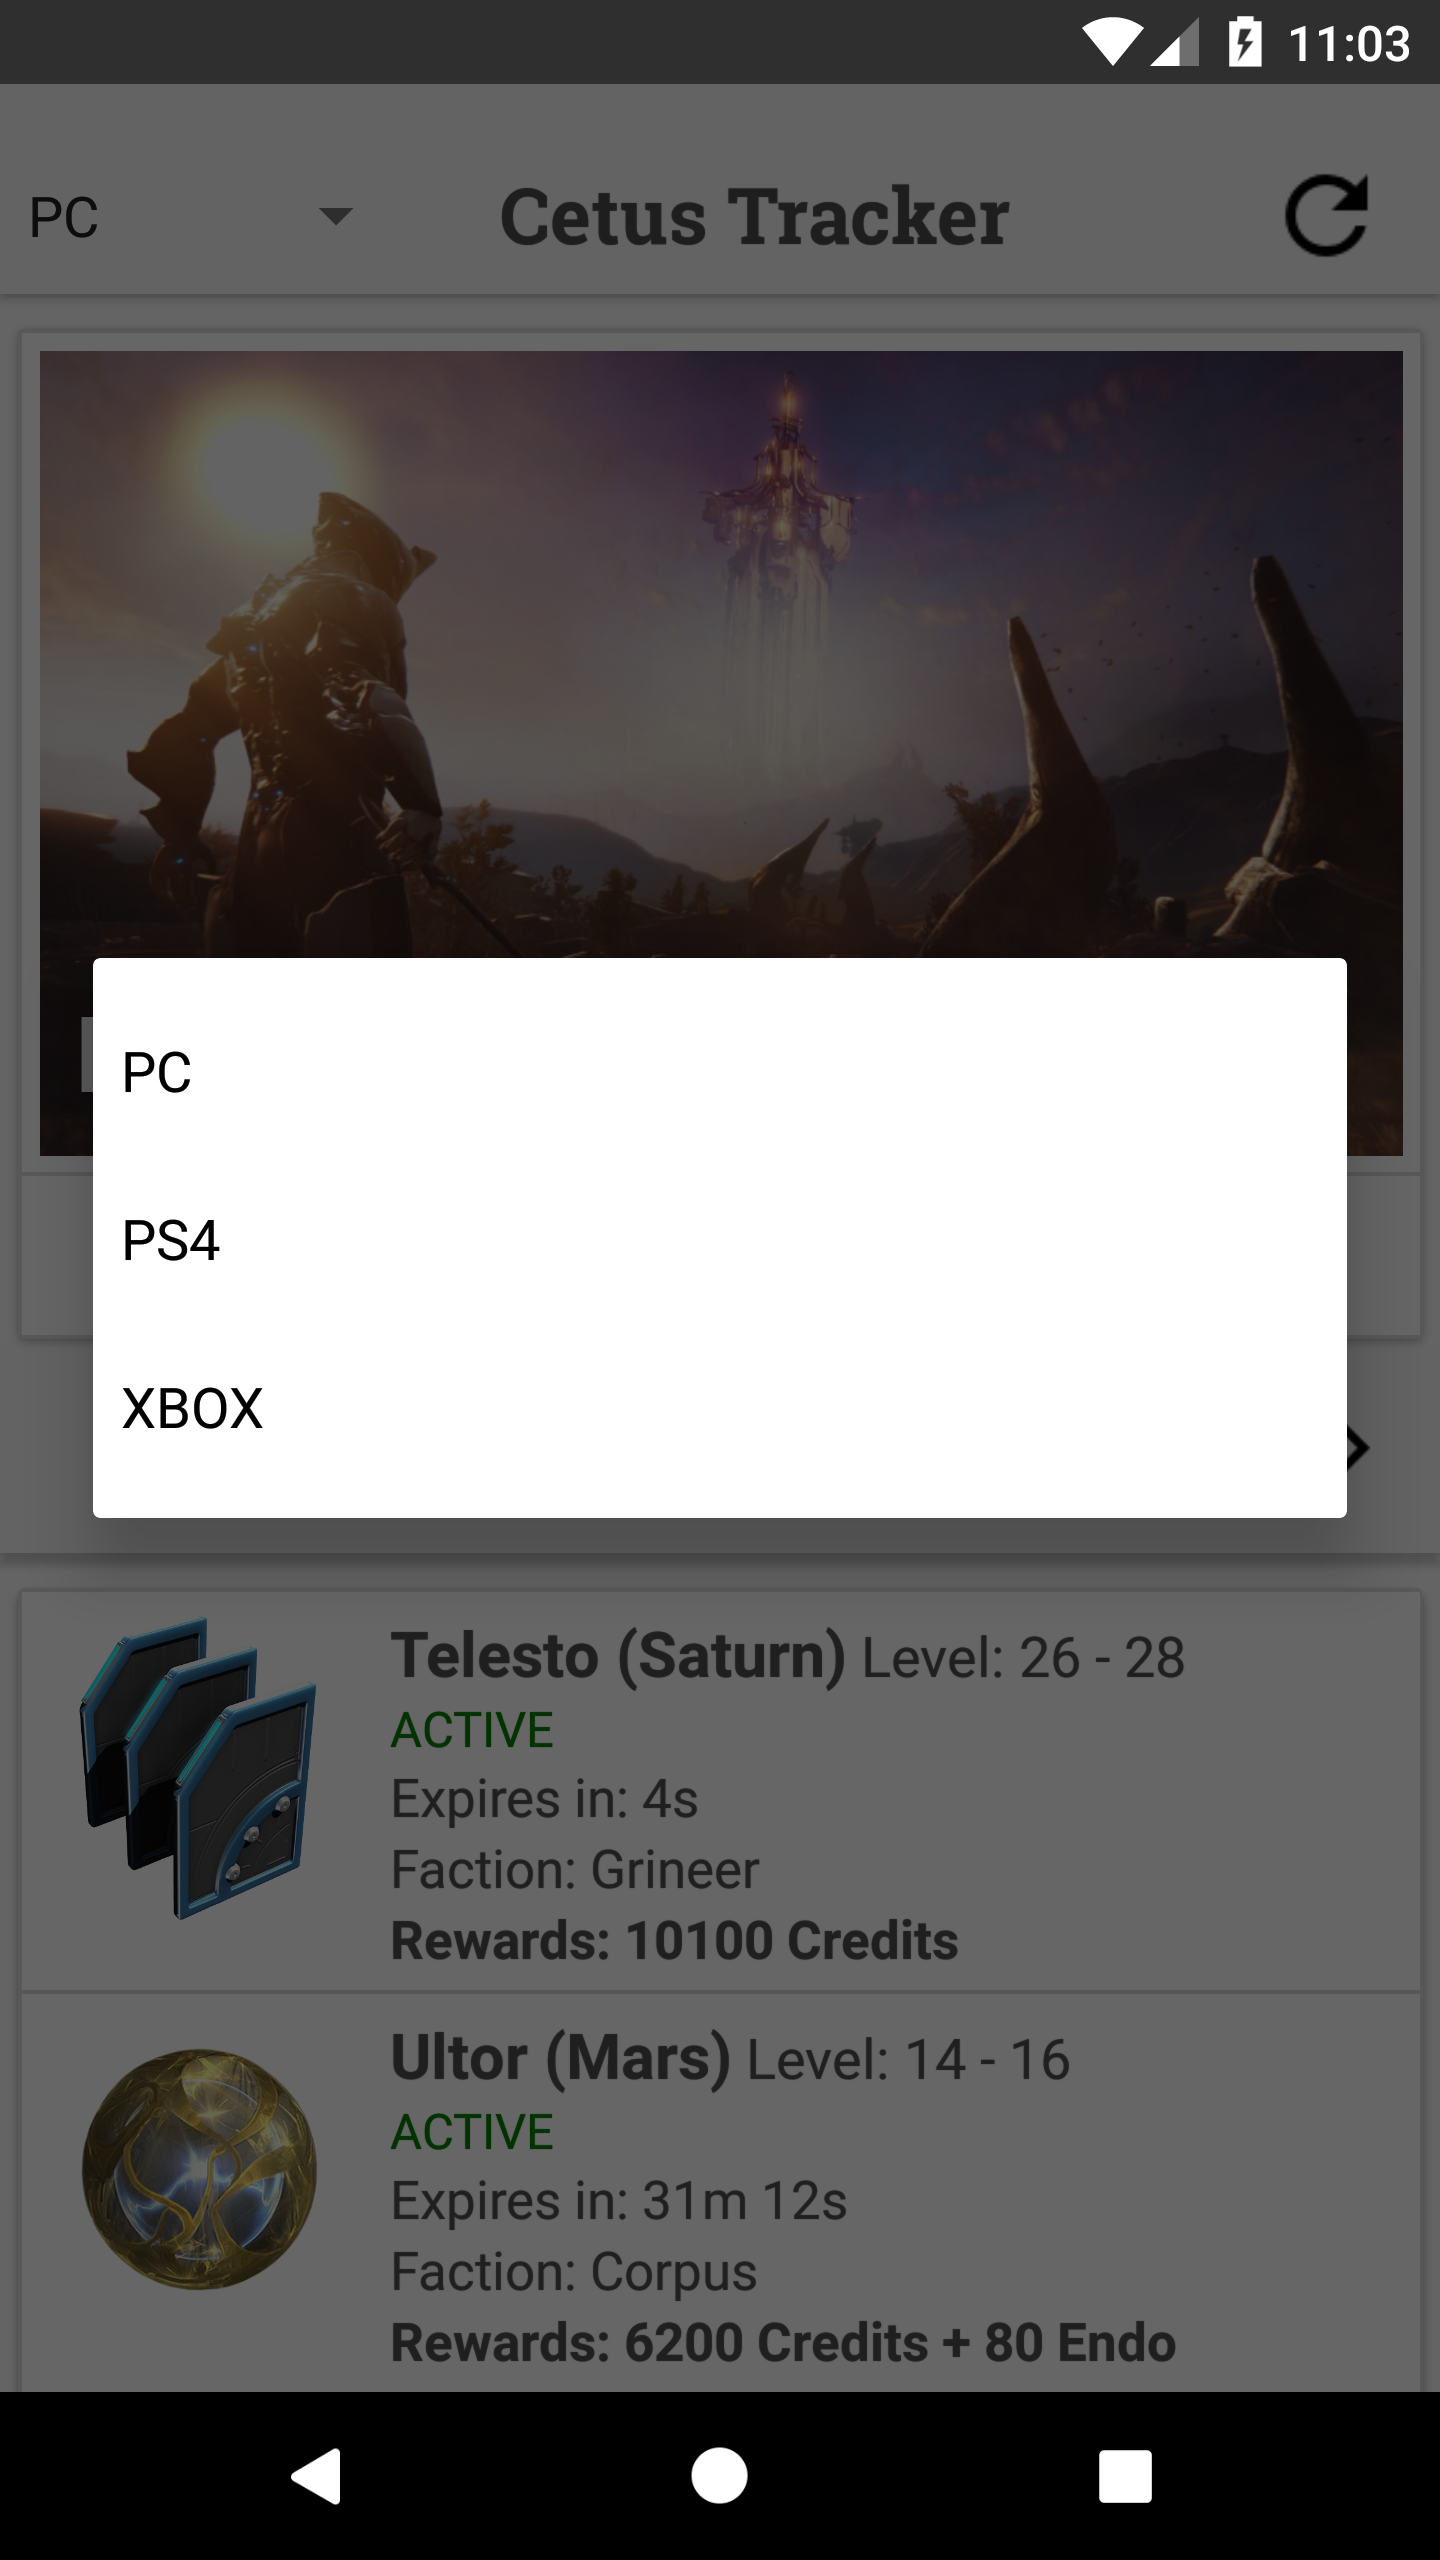 11:03
PC
Cetus Tracker
PC
PS4
XBOX
Telesto (Saturn) Level: 26 - 28
ACTIVE
Expires in: 4s
Faction: Grineer
Rewards: 10100 Credits
Ultor (Mars) Level: 14 - 16
ACTIVE
Expires in: 31m 12s
Faction: Corpus
Rewards: 6200 Credits + 80 Endo